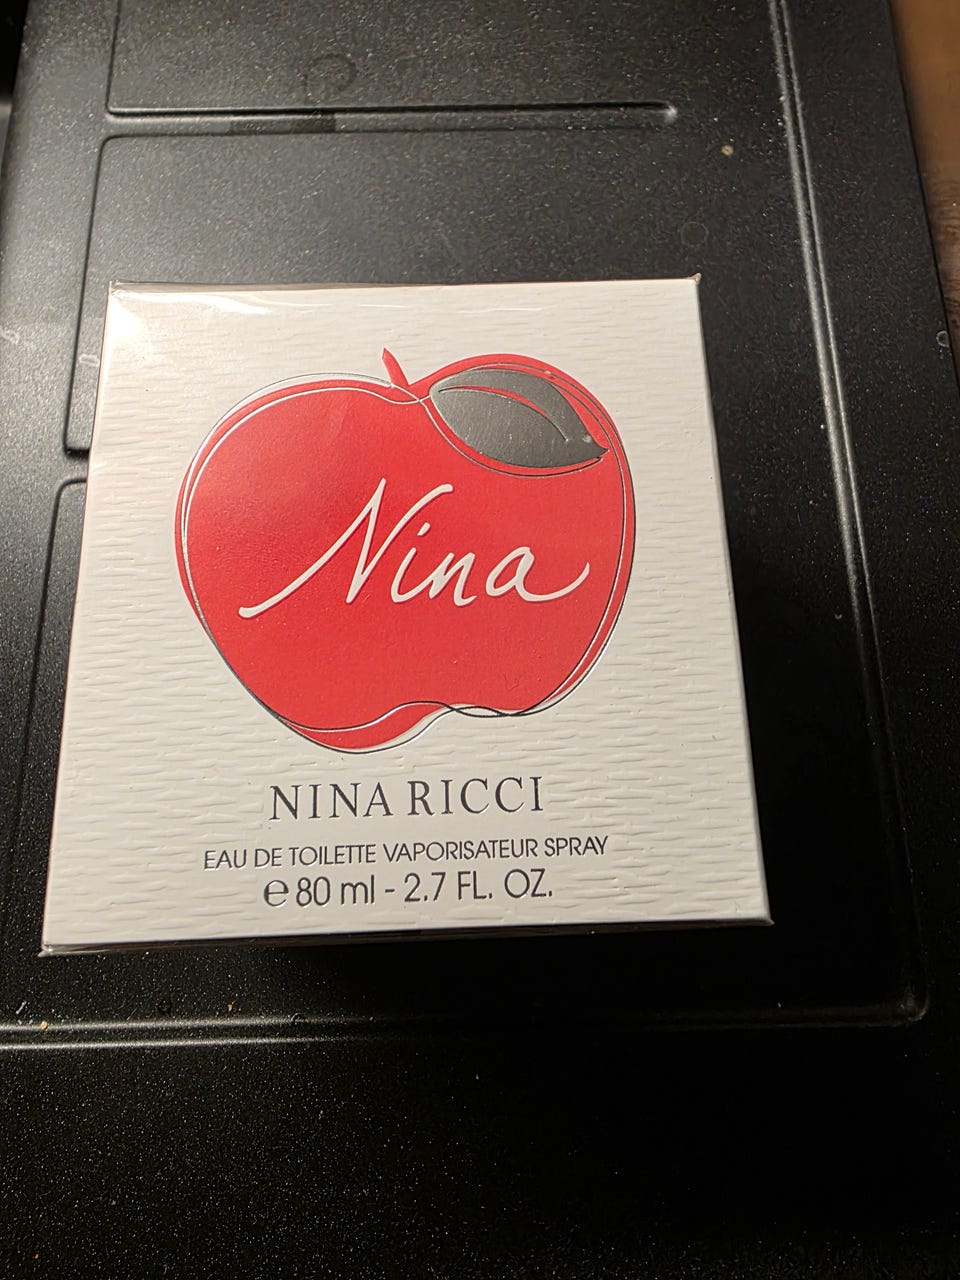 Nina
NINA RICCI
EAU DE TOILETTE VAPORISATEUR SPRAY
℮ 80 ml - 2.7 FL. OZ.